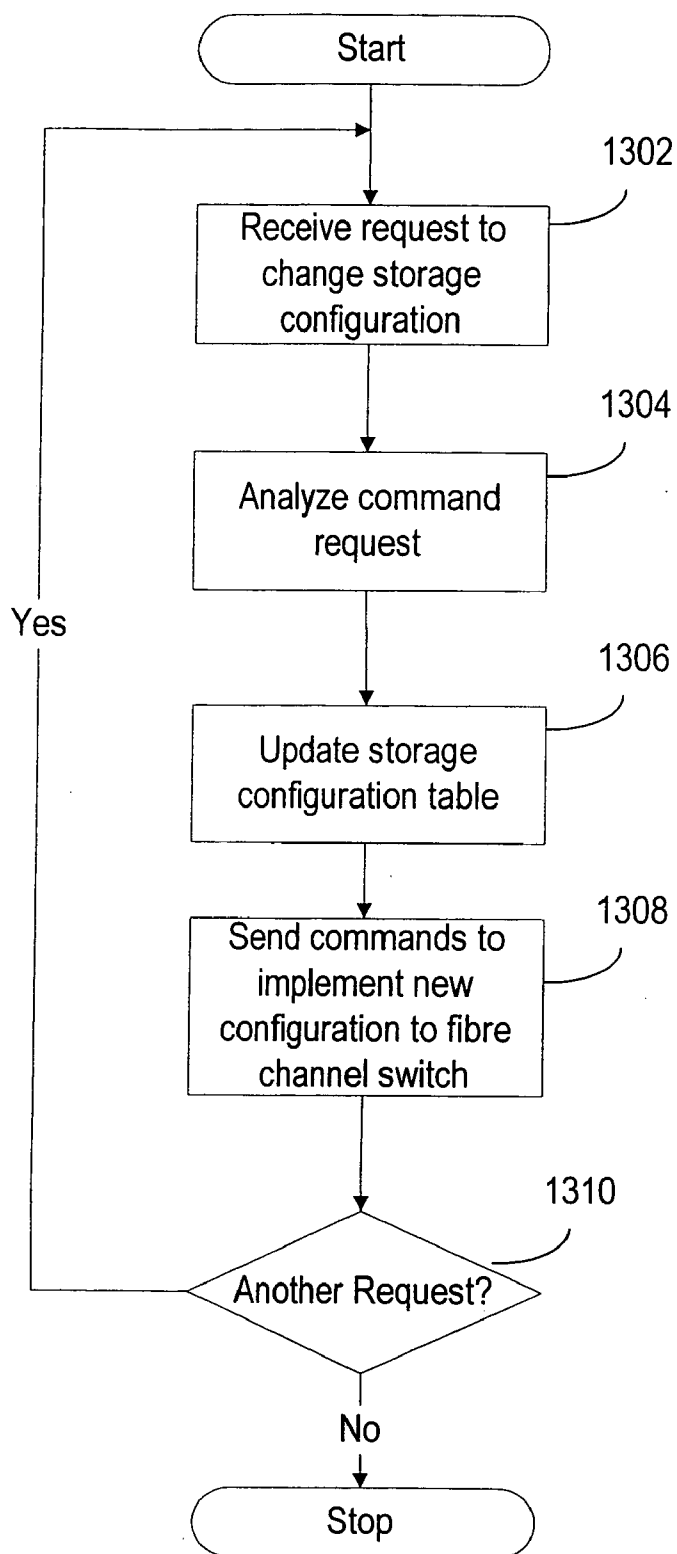 Start
1302
Receive request to
change storage
configuration
1304
Analyze command
request
Yes
1306
Update storage
configuration table
1308
Send commands to
implement new
configuration to fibre
channel switch
1310
Another Request?
No
Stop